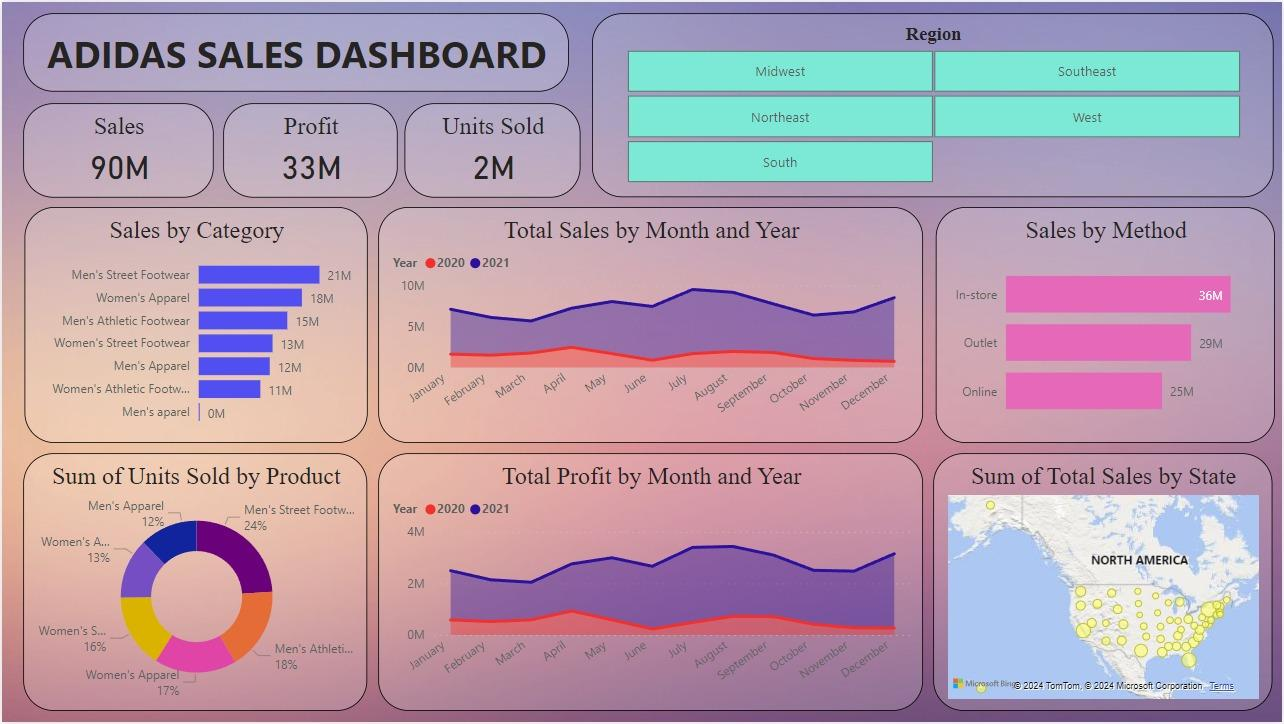 ADIDAS SALES DASHBOARD
Region
Midwest
Southeast
Northeast
West
South
Sales
90M
Profit
33M
Units Sold
2M
Sales by Category
Men's Street Footwear 21M
Women's Apparel 18M
Men's Athletic Footwear 15M
Women's Street Footwear 13M
Men's Apparel 12M
Women's Athletic Footw... 11M
Men's aparel 0M
Total Sales by Month and Year
Year 2020 2021
10M
5M
0M
January
February
March
April
May
June
July
August
September
October
November
December
Sales by Method
In-store 36M
Outlet 29M
Online 25M
Sum of Units Sold by Product
Men's Apparel
12%
Men's Street Footw...
24%
Women's A...
13%
Women's S...
16%
Men's Athleti...
18%
Women's Apparel
17%
Total Profit by Month and Year
Year 2020 2021
4M
2M
0M
January
February
March
April
May
June
July
August
September
October
November
December
Sum of Total Sales by State
NORTH AMERICA
Microsoft Bing
© 2024 TomTom, © 2024 Microsoft Corporation Terms